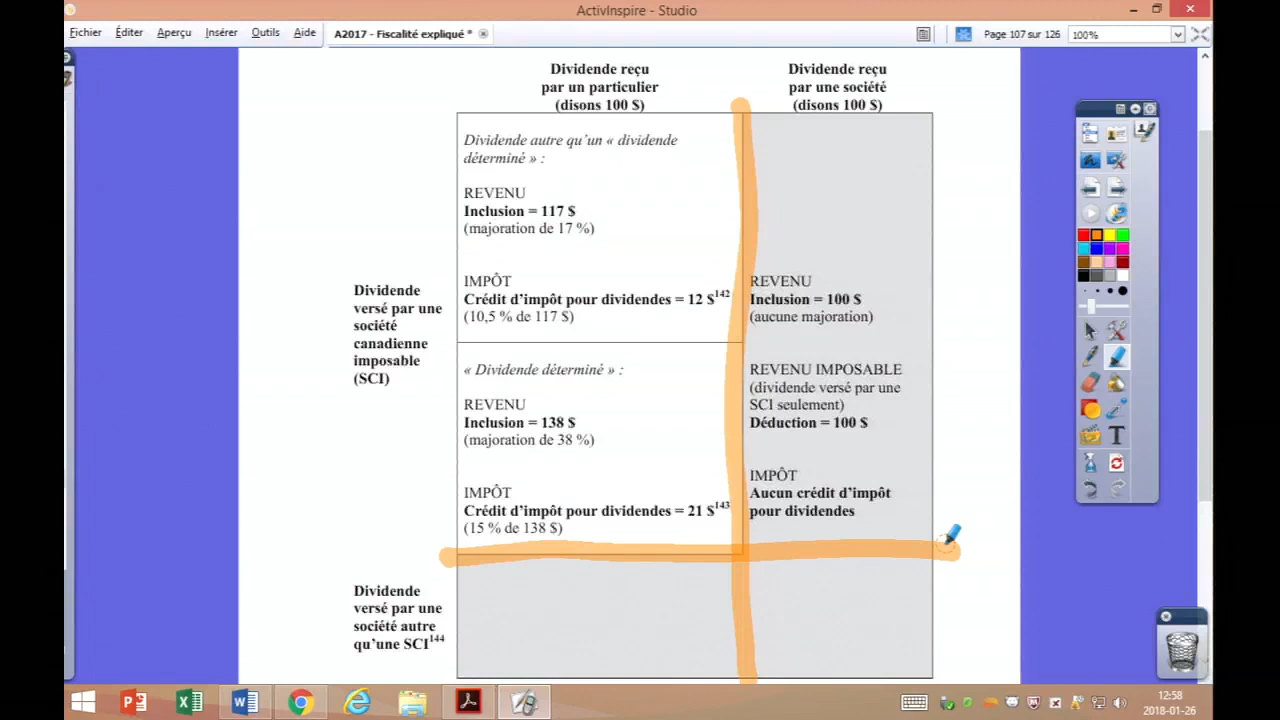 ActivInspire - Studio
Fichier Éditer Aperçu Insérer Outils Aide
A2017 - Fiscalité expliqué *
Page 107 sur 126
100%
Dividende reçu
par un particulier
(disons 100 $)
Dividende reçu
par une société
(disons 100 $)
Dividende
versé par une
société
canadienne
imposable
(SCI)
Dividende autre qu’un « dividende
déterminé » :
REVENU
Inclusion = 117 $
(majoration de 17 %)
IMPÔT
Crédit d’impôt pour dividendes = 12 $142
(10,5 % de 117 $)
« Dividende déterminé » :
REVENU
Inclusion = 138 $
(majoration de 38 %)
IMPÔT
Crédit d’impôt pour dividendes = 21 $143
(15 % de 138 $)
REVENU
Inclusion = 100 $
(aucune majoration)
REVENU IMPOSABLE
(dividende versé par une
SCI seulement)
Déduction = 100 $
IMPÔT
Aucun crédit d’impôt
pour dividendes
Dividende
versé par une
société autre
qu’une SCI144
12:58
2018-01-26